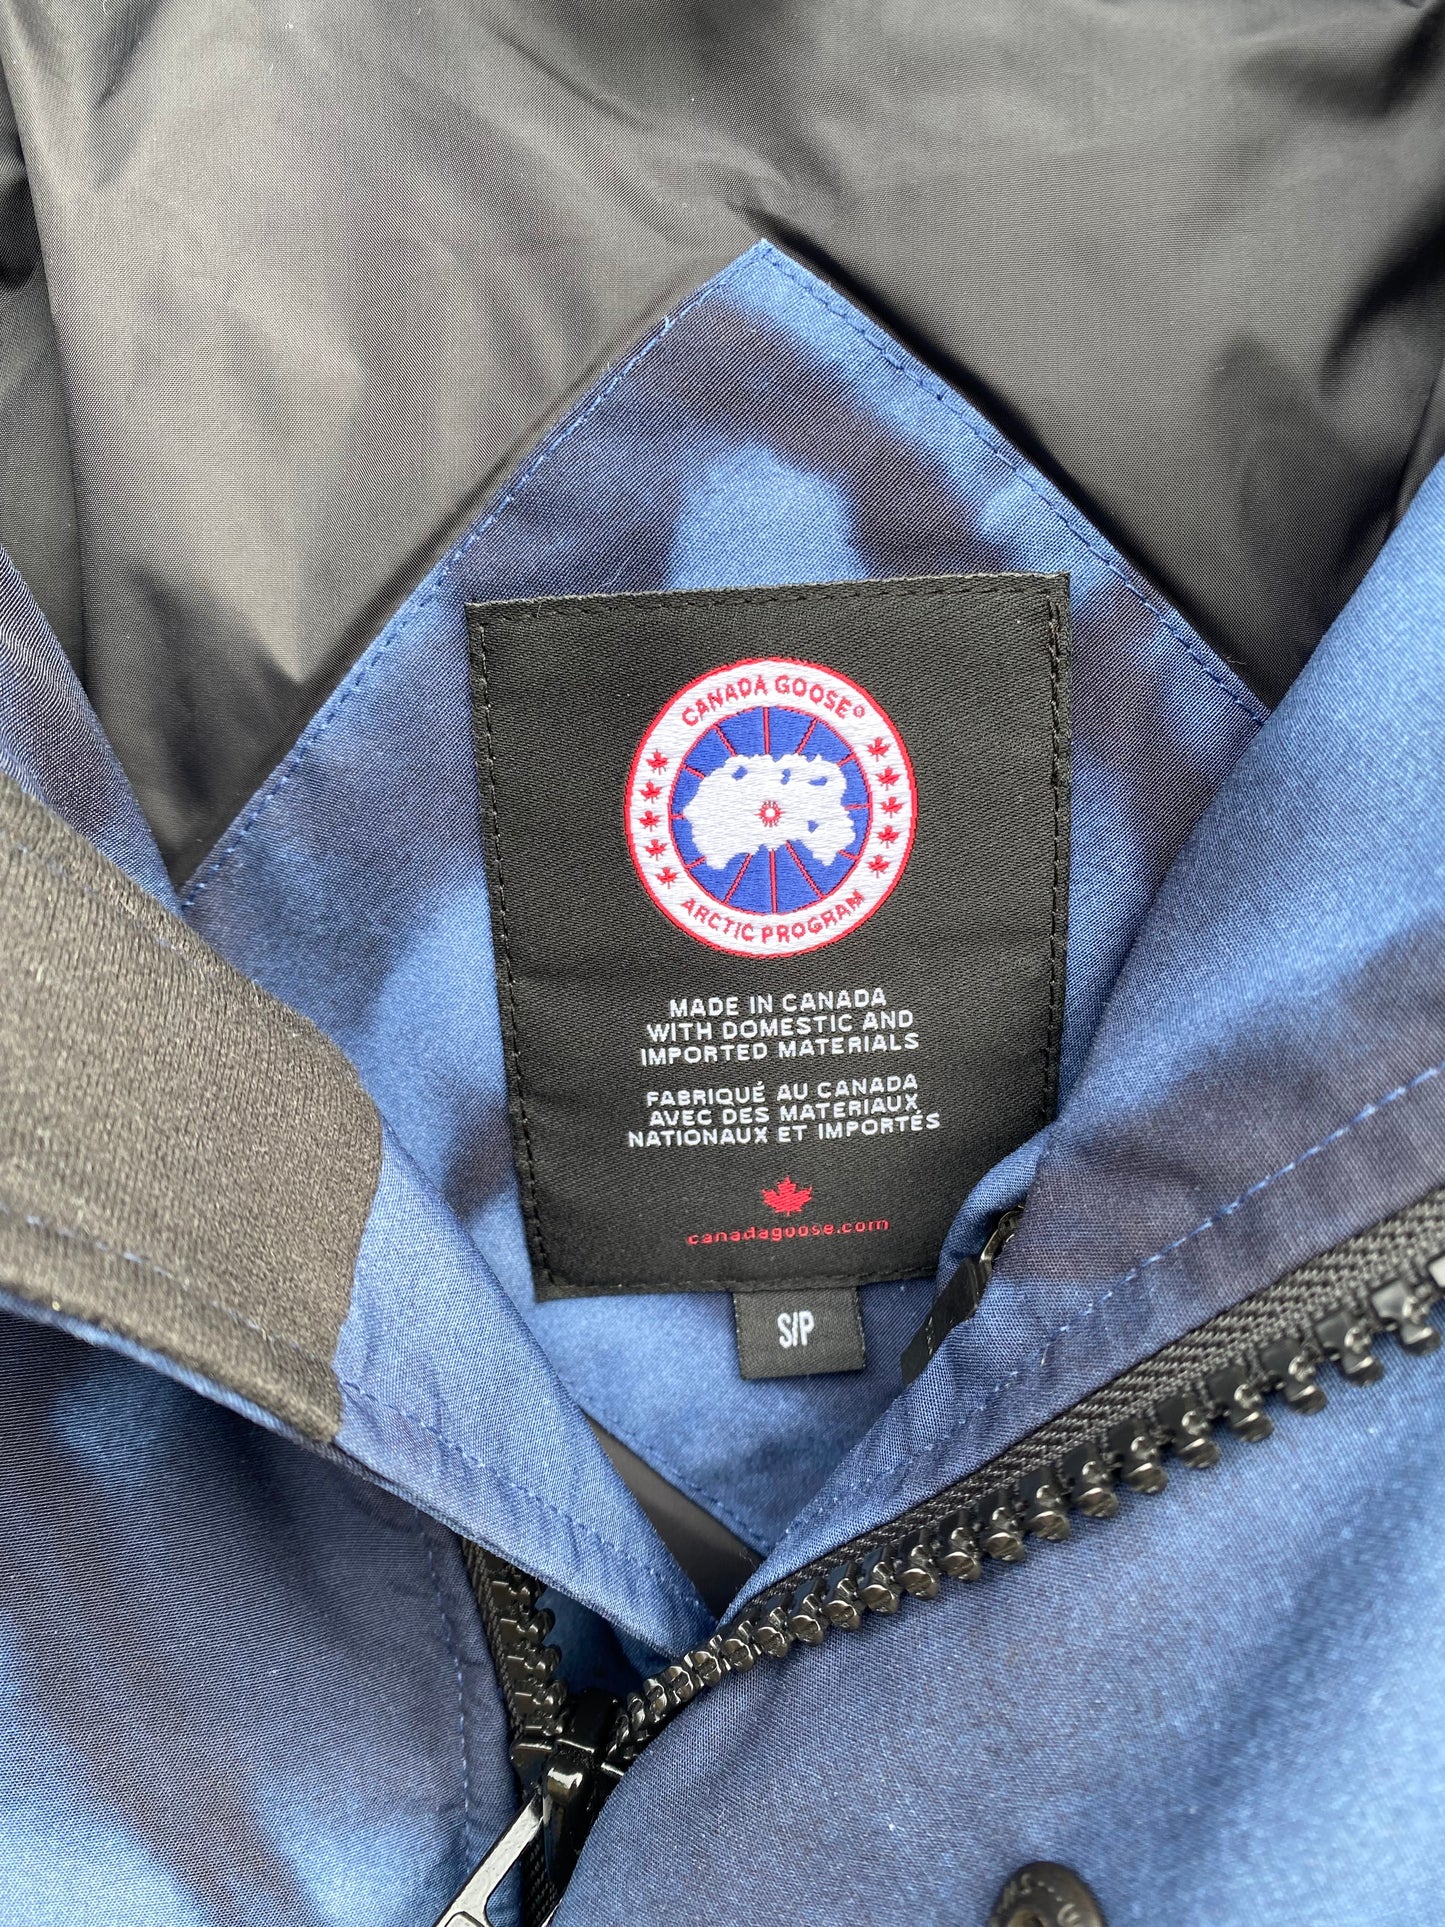 CANADA GOOSE®
ARCTIC PROGRAM
MADE IN CANADA
WITH DOMESTIC AND
IMPORTED MATERIALS
FABRIQUÉ AU CANADA
AVEC DES MATERIAUX
NATIONAUX ET IMPORTÉS
canadagoose.com
S/P